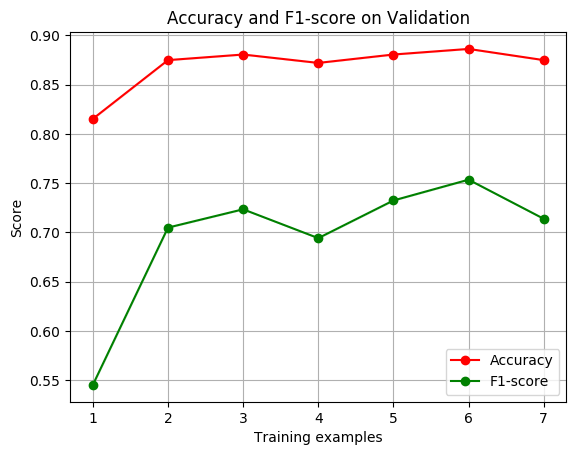 Accuracy and F1-score on Validation
0.90
0.85
0.80
0.75
0.70
0.65
0.60
0.55
Score
1 2 3 4 5 6 7
Training examples
Accuracy
F1-score